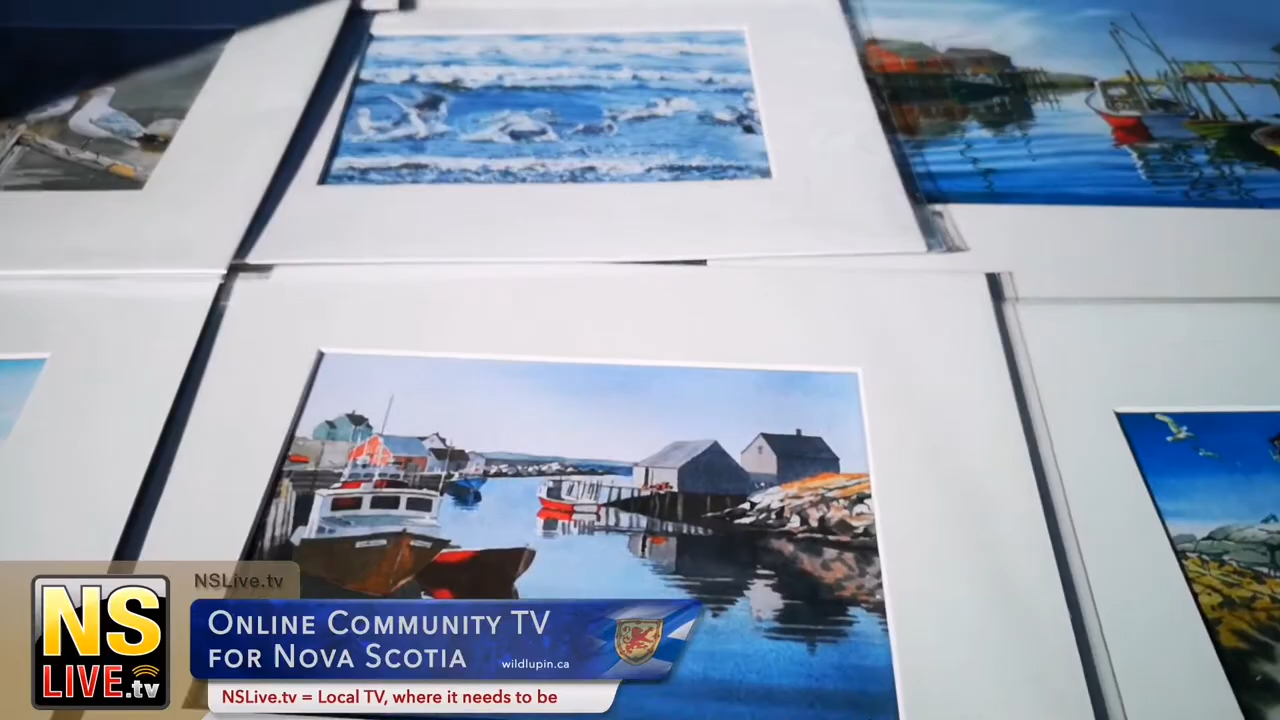 NSLive.tv
NS
LIVE.tv
Online Community TV
for Nova Scotia
wildlupin.ca
NSLive.tv = Local TV, where it needs to be